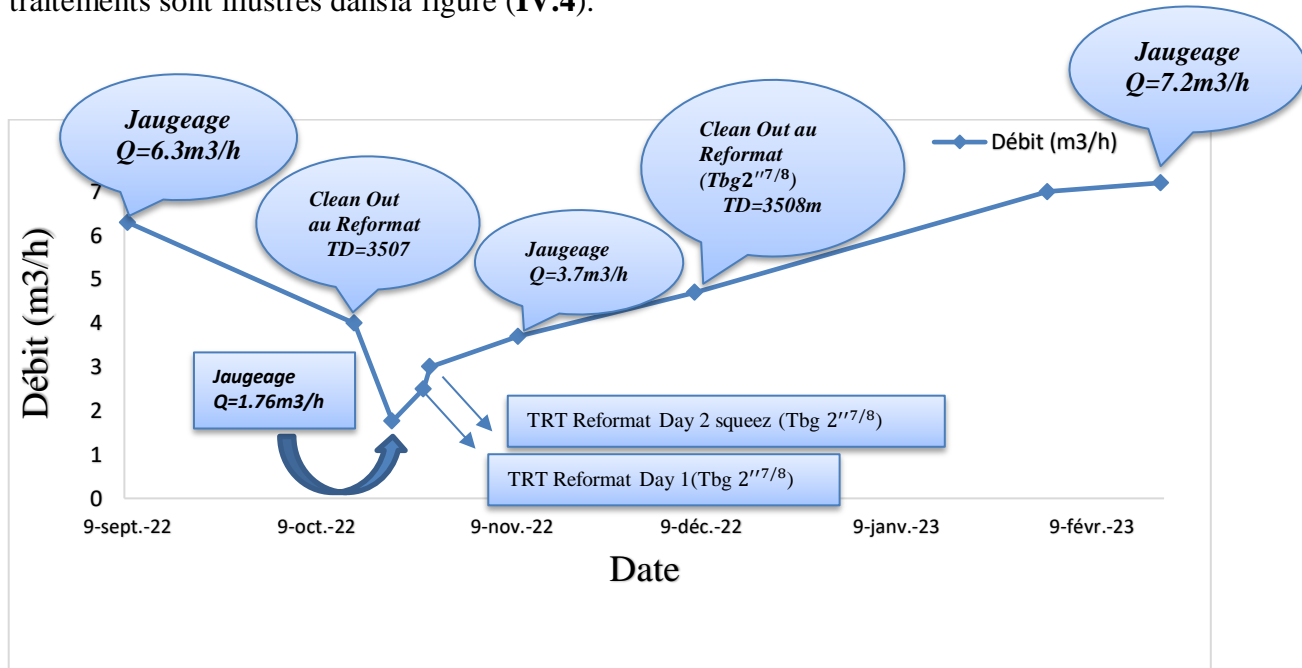 traitements sont illustrés dansla figure (IV.4).
Jaugeage
Q=6.3m3/h
Clean Out
au Reformat
TD=3507
Jaugeage
Q=3.7m3/h
Clean Out au
Reformat
(Tbg2′′7/8)
TD=3508m
Jaugeage
Q=7.2m3/h
Débit (m3/h)
Débit (m3/h)
7
6
5
4
3
2
1
0
Jaugeage
Q=1.76m3/h
TRT Reformat Day 2 squeez (Tbg 2′′7/8)
TRT Reformat Day 1(Tbg 2′′7/8)
9-sept.-22 9-oct.-22 9-nov.-22 9-déc.-22 9-janv.-23 9-févr.-23
Date